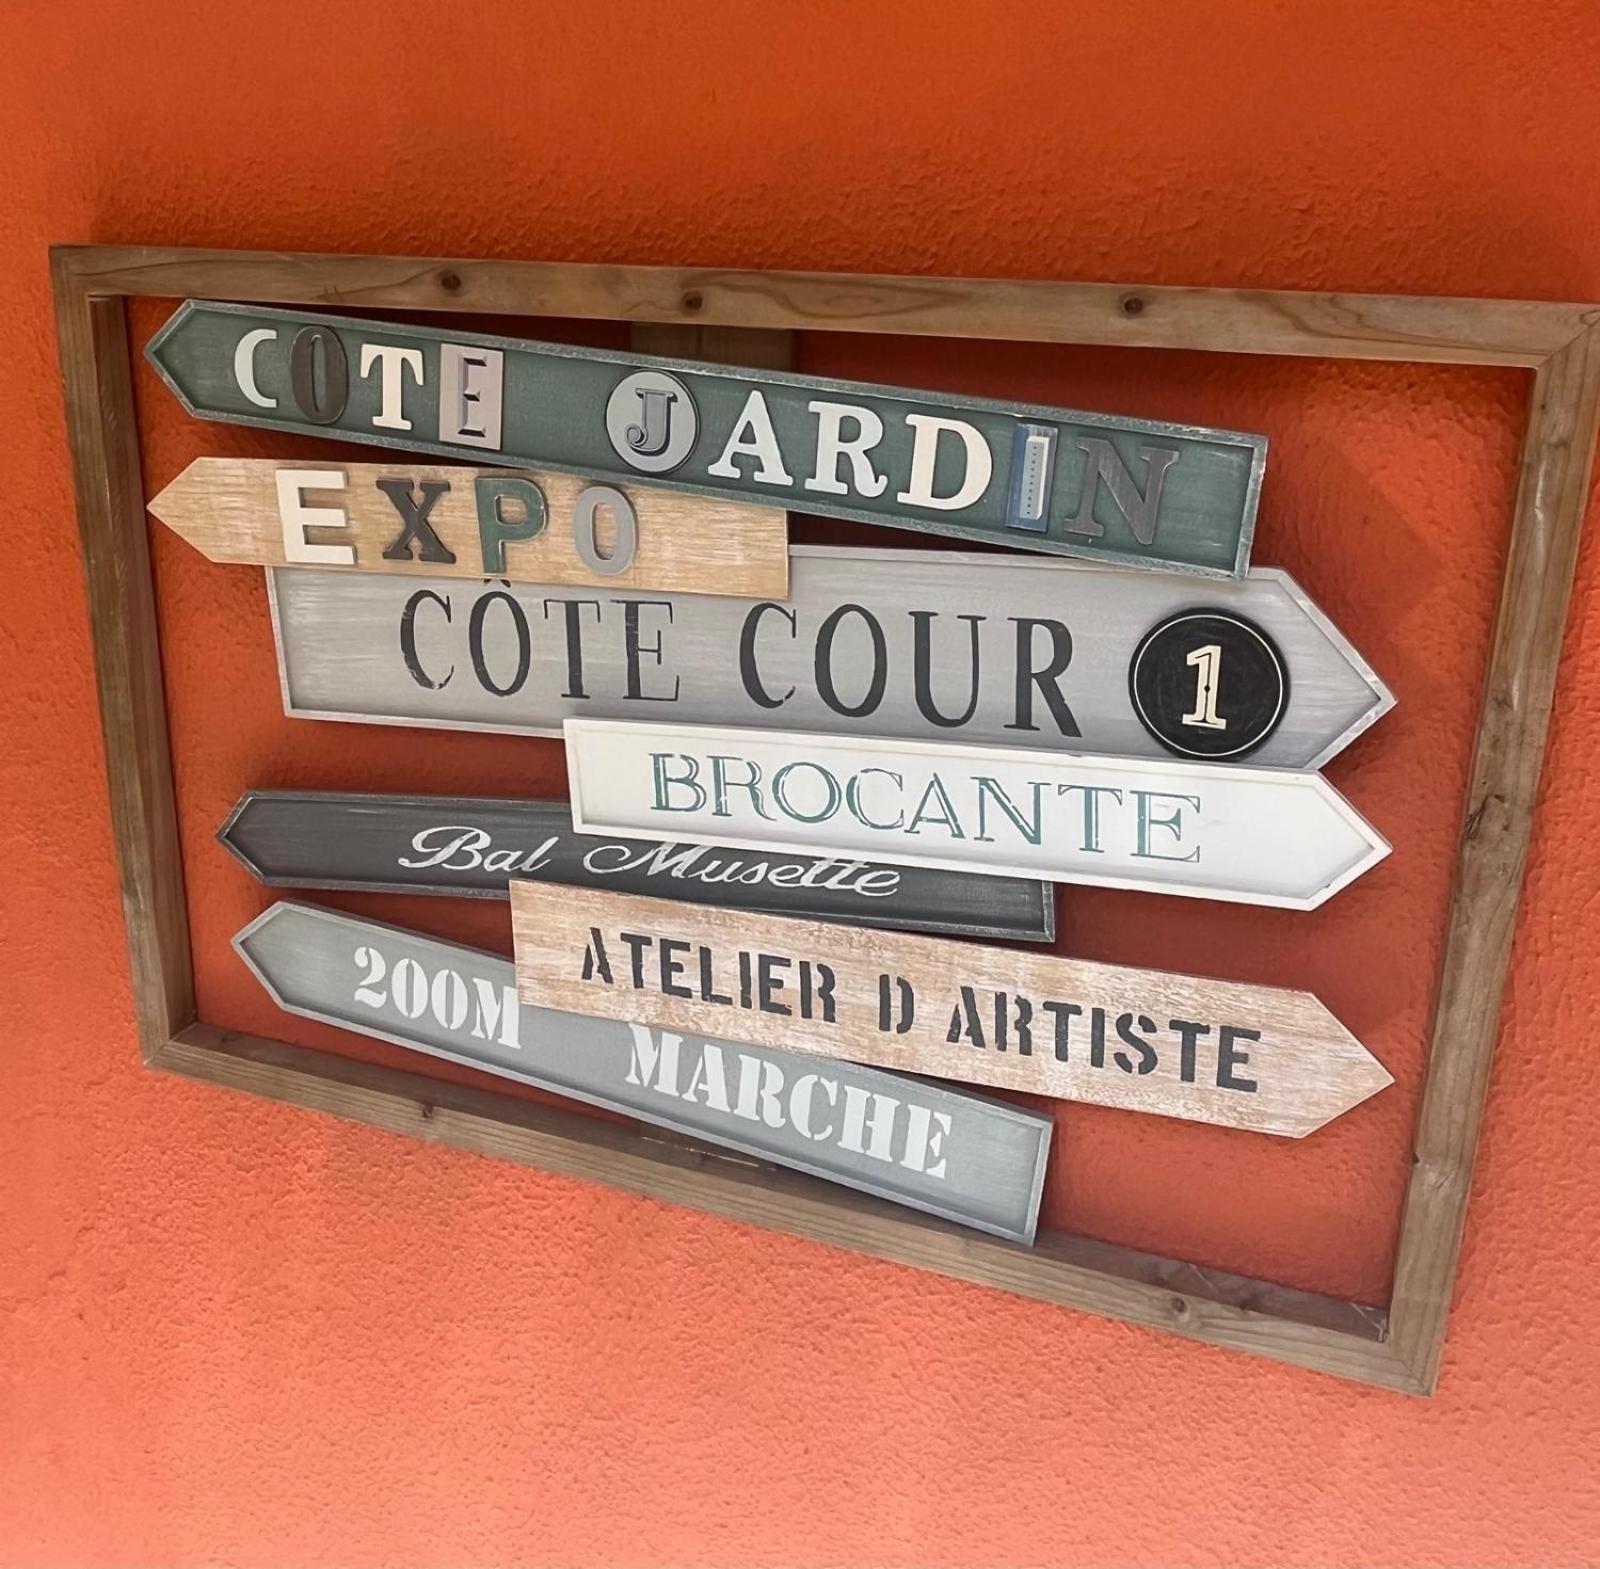 COTE JARDIN
EXPO
CÔTE COUR 1
BROCANTE
Bal Musette
ATELIER D ARTISTE
200M MARCHE